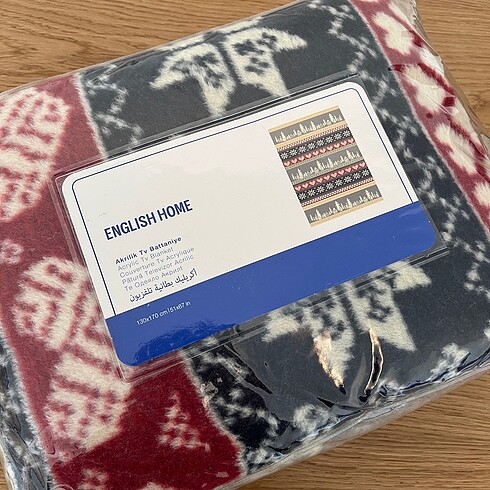 ENGLISH HOME
Akrilik Tv Battaniye
Acrylic Tv Blanket
Couverture Tv Acrylique
Pătură Televizor Acrilic
Тв Одеяло Акрил
أكريليك بطانية تلفزيون
130x170 cm | 51x67 in